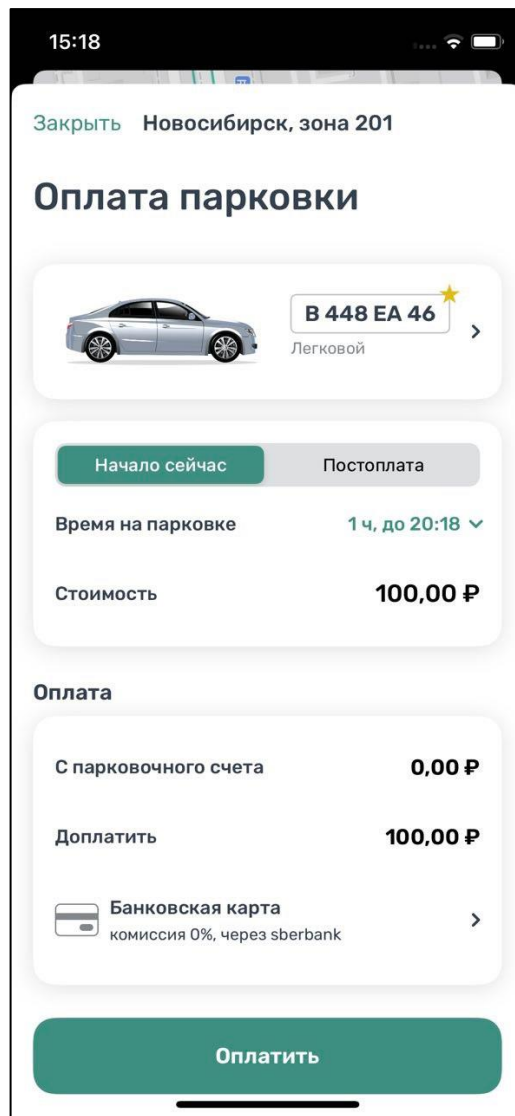 15:18
Закрыть Новосибирск, зона 201
Оплата парковки
В 448 ЕА 46
Легковой
Начало сейчас Постоплата
Время на парковке 1 ч, до 20:18
Стоимость 100,00 ₽
Оплата
С парковочного счета 0,00 ₽
Доплатить 100,00 ₽
Банковская карта
комиссия 0%, через sberbank
Оплатить